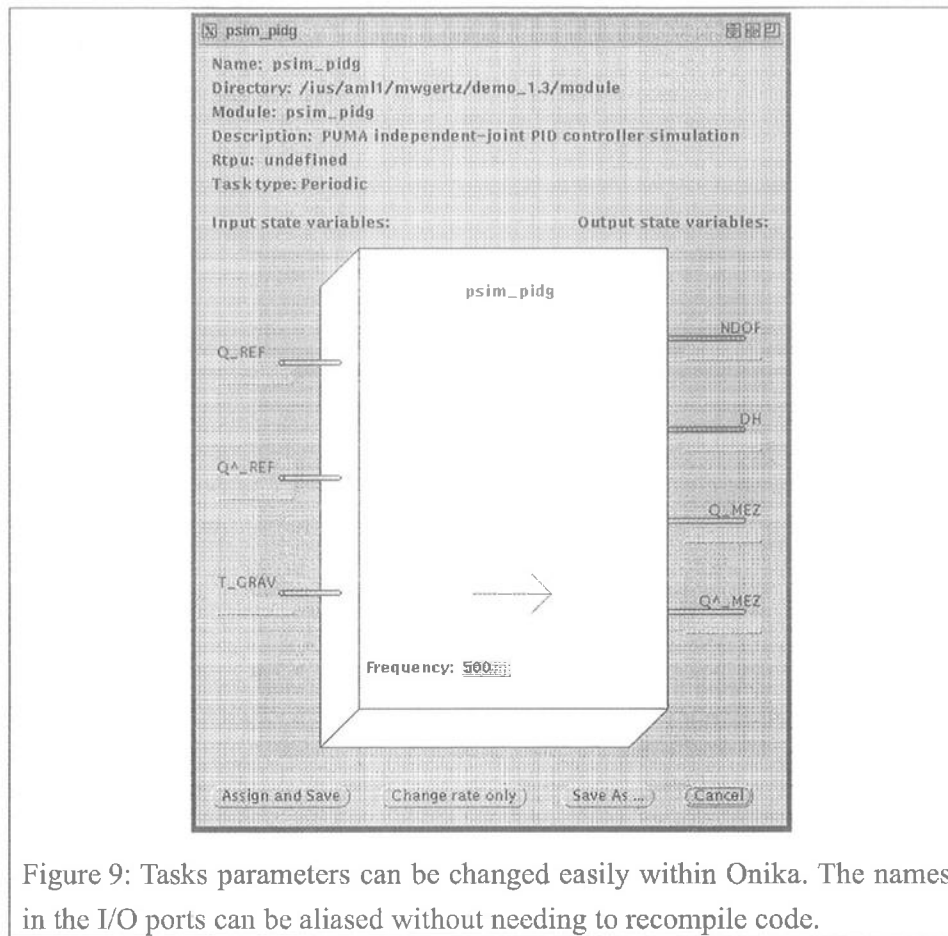 psim_pidg
Name: psim_pidg
Directory: /ius/aml1/mwgertz/demo_1.3/module
Module: psim_pidg
Description: PUMA independent-joint PID controller simulation
Rtpu: undefined
Task type: Periodic
Input state variables: Output state variables:
psim_pidg
NDOF
Q_REF
DH
Q^_REF
Q_MEZ
T_GRAV
Q^_MEZ
Frequency: 500
Assign and Save Change rate only Save As ... Cancel
Figure 9: Tasks parameters can be changed easily within Onika. The names
in the I/O ports can be aliased without needing to recompile code.